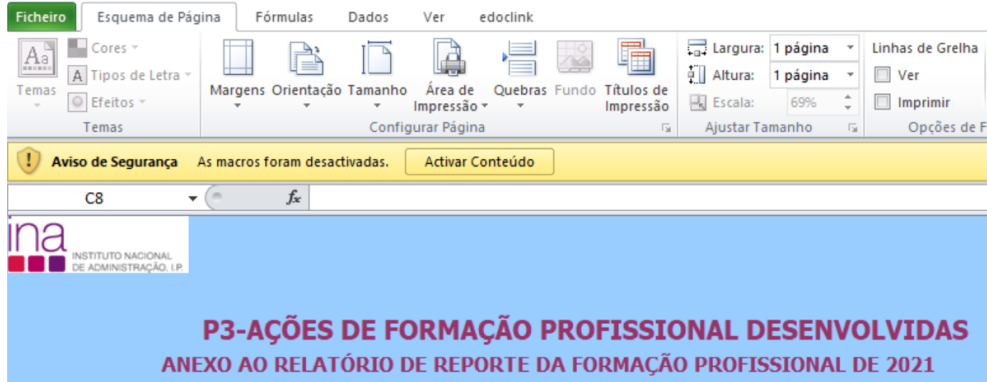 Ficheiro Esquema de Página Fórmulas Dados Ver edoclink
Aa Cores Largura: 1 página Linhas de Grelha
A Tipos de Letra Altura: 1 página Ver
Temas Margens Orientação Tamanho Área de Impressão Quebras Fundo Títulos de Impressão
Efeitos Escala: 69% Imprimir
Temas Configurar Página Ajustar Tamanho Opções de F
Aviso de Segurança As macros foram desactivadas. Activar Conteúdo
C8 fx
ina
INSTITUTO NACIONAL
DE ADMINISTRAÇÃO, I.P.
P3-AÇÕES DE FORMAÇÃO PROFISSIONAL DESENVOLVIDAS
ANEXO AO RELATÓRIO DE REPORTE DA FORMAÇÃO PROFISSIONAL DE 2021